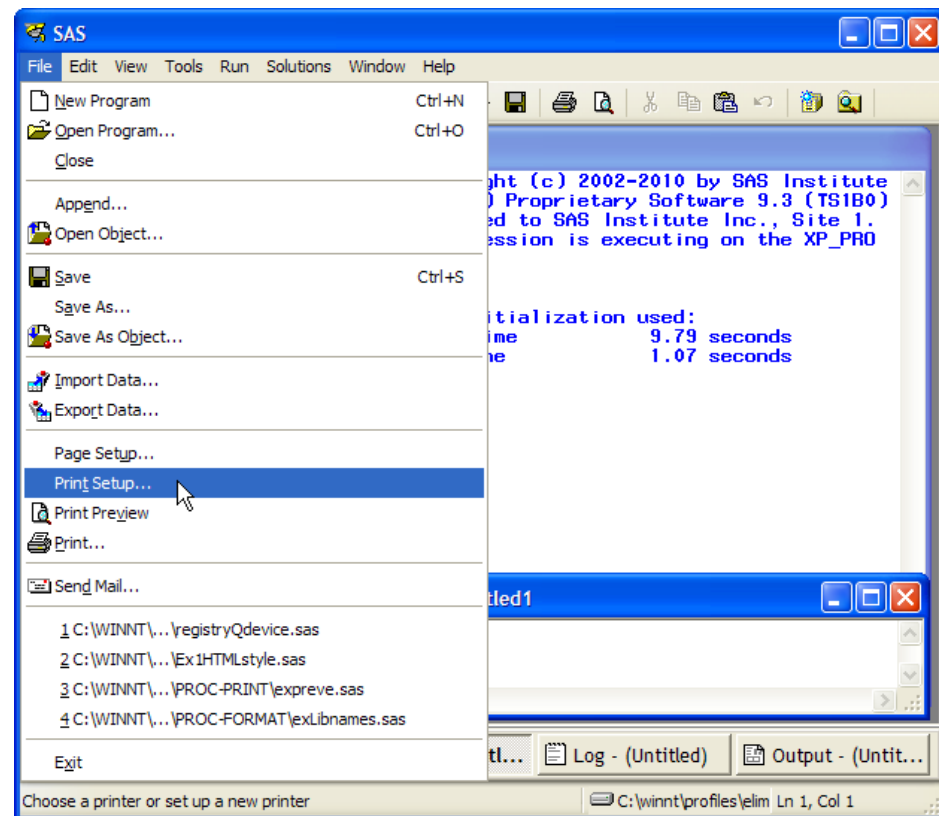 SAS
File Edit View Tools Run Solutions Window Help
New Program Ctrl+N
Open Program... Ctrl+O
Close
Append...
Open Object...
Save Ctrl+S
Save As...
Save As Object...
Import Data...
Export Data...
Page Setup...
Print Setup...
Print Preview
Print...
Send Mail...
1 C:\WINNT\...\registryQdevice.sas
2 C:\WINNT\...\Ex1HTMLstyle.sas
3 C:\WINNT\...\PROC-PRINT\expreve.sas
4 C:\WINNT\...\PROC-FORMAT\exLibnames.sas
Exit
ght (c) 2002-2010 by SAS Institute
) Proprietary Software 9.3 (TS1B0)
ed to SAS Institute Inc., Site 1.
ession is executing on the XP_PRO
itialization used:
ime 9.79 seconds
me 1.07 seconds
tled1
tl... Log - (Untitled) Output - (Untit...
Choose a printer or set up a new printer C:\winnt\profiles\elim Ln 1, Col 1